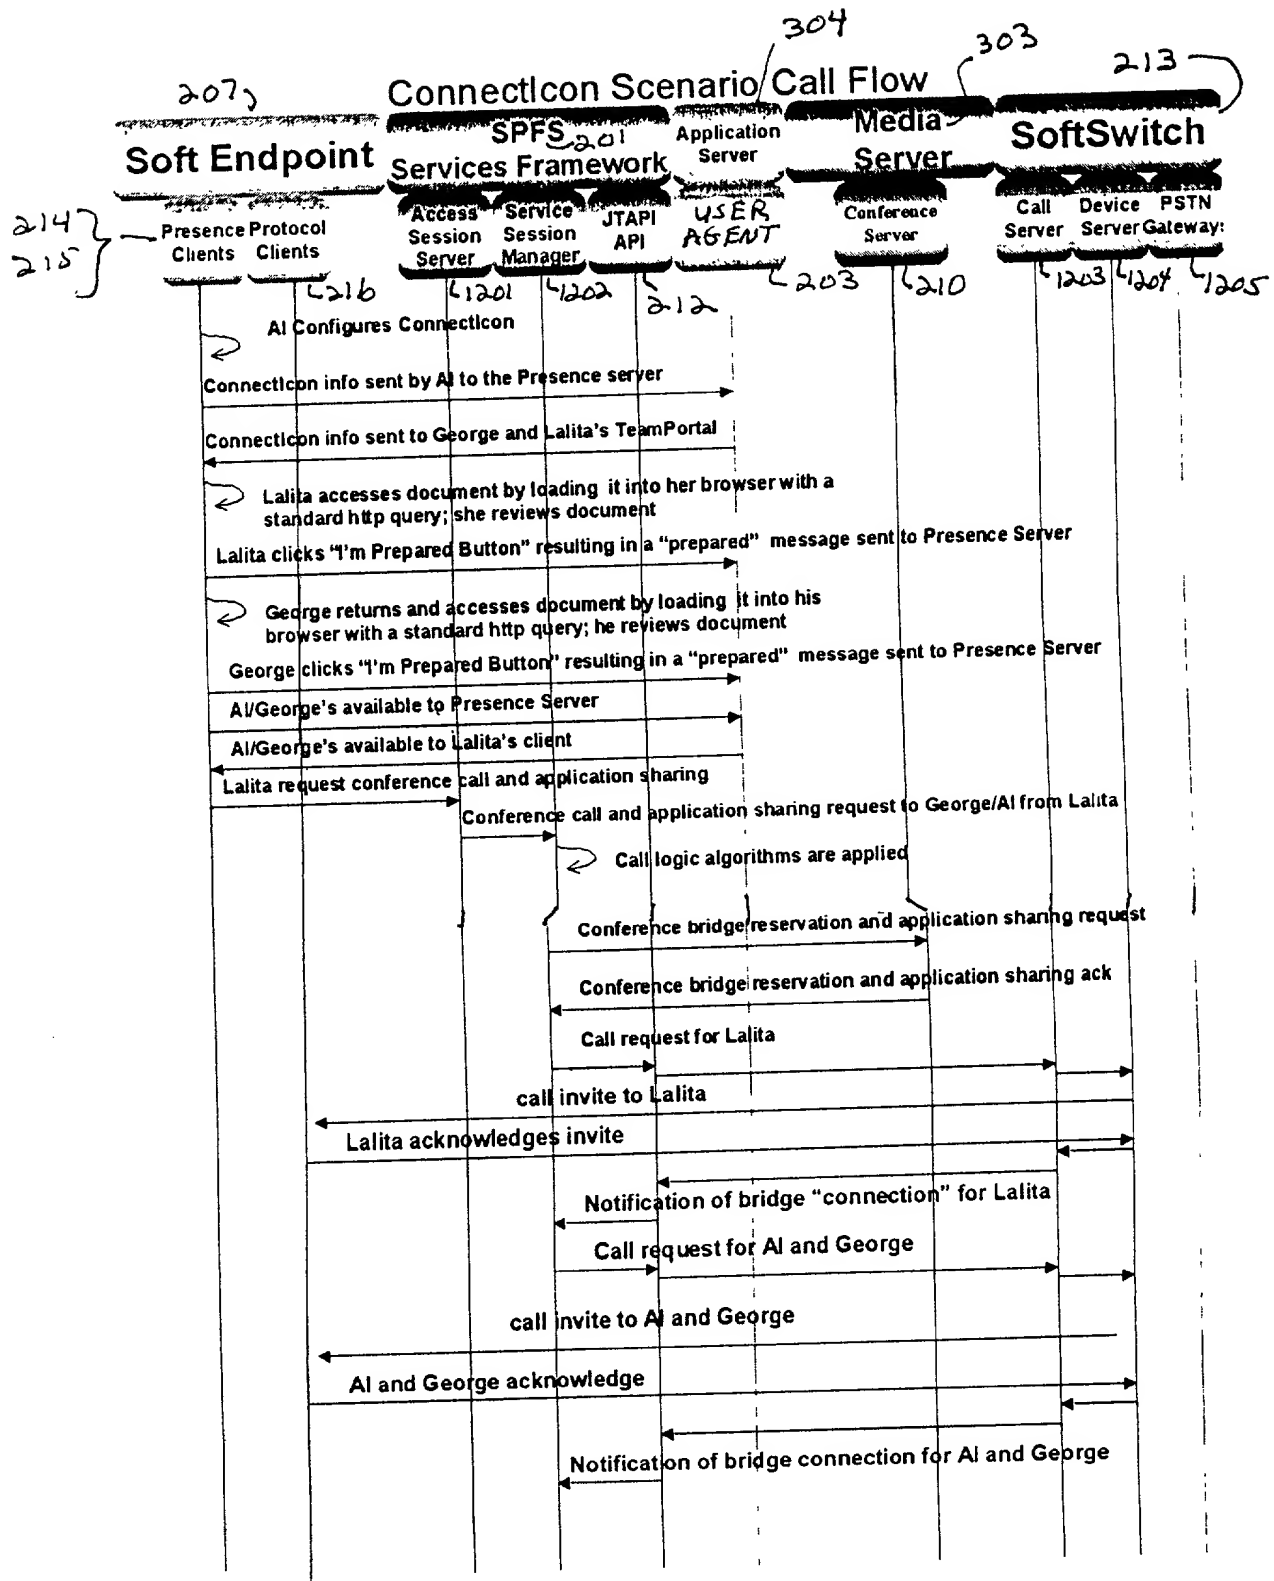 304
303
213
207
ConnectIcon Scenario Call Flow
Soft Endpoint
SPFS 201
Services Framework
Application
Server
Media
Server
SoftSwitch
214
215
Presence
Clients
Protocol
Clients
Access
Session
Server
Service
Session
Manager
JTAPI
API
USER
AGENT
Conference
Server
Call
Server
Device
Server
PSTN
Gateway:
216
1201
1202
212
203
210
1203
1204
1205
Al Configures ConnectIcon
ConnectIcon info sent by Al to the Presence server
ConnectIcon info sent to George and Lalita's TeamPortal
Lalita accesses document by loading it into her browser with a
standard http query; she reviews document
Lalita clicks "I'm Prepared Button" resulting in a "prepared" message sent to Presence Server
George returns and accesses document by loading it into his
browser with a standard http query; he reviews document
George clicks "I'm Prepared Button" resulting in a "prepared" message sent to Presence Server
Al/George's available to Presence Server
Al/George's available to Lalita's client
Lalita request conference call and application sharing
Conference call and application sharing request to George/Al from Lalita
Call logic algorithms are applied
Conference bridge reservation and application sharing request
Conference bridge reservation and application sharing ack
Call request for Lalita
call invite to Lalita
Lalita acknowledges invite
Notification of bridge "connection" for Lalita
Call request for Al and George
call invite to Al and George
Al and George acknowledge
Notification of bridge connection for Al and George